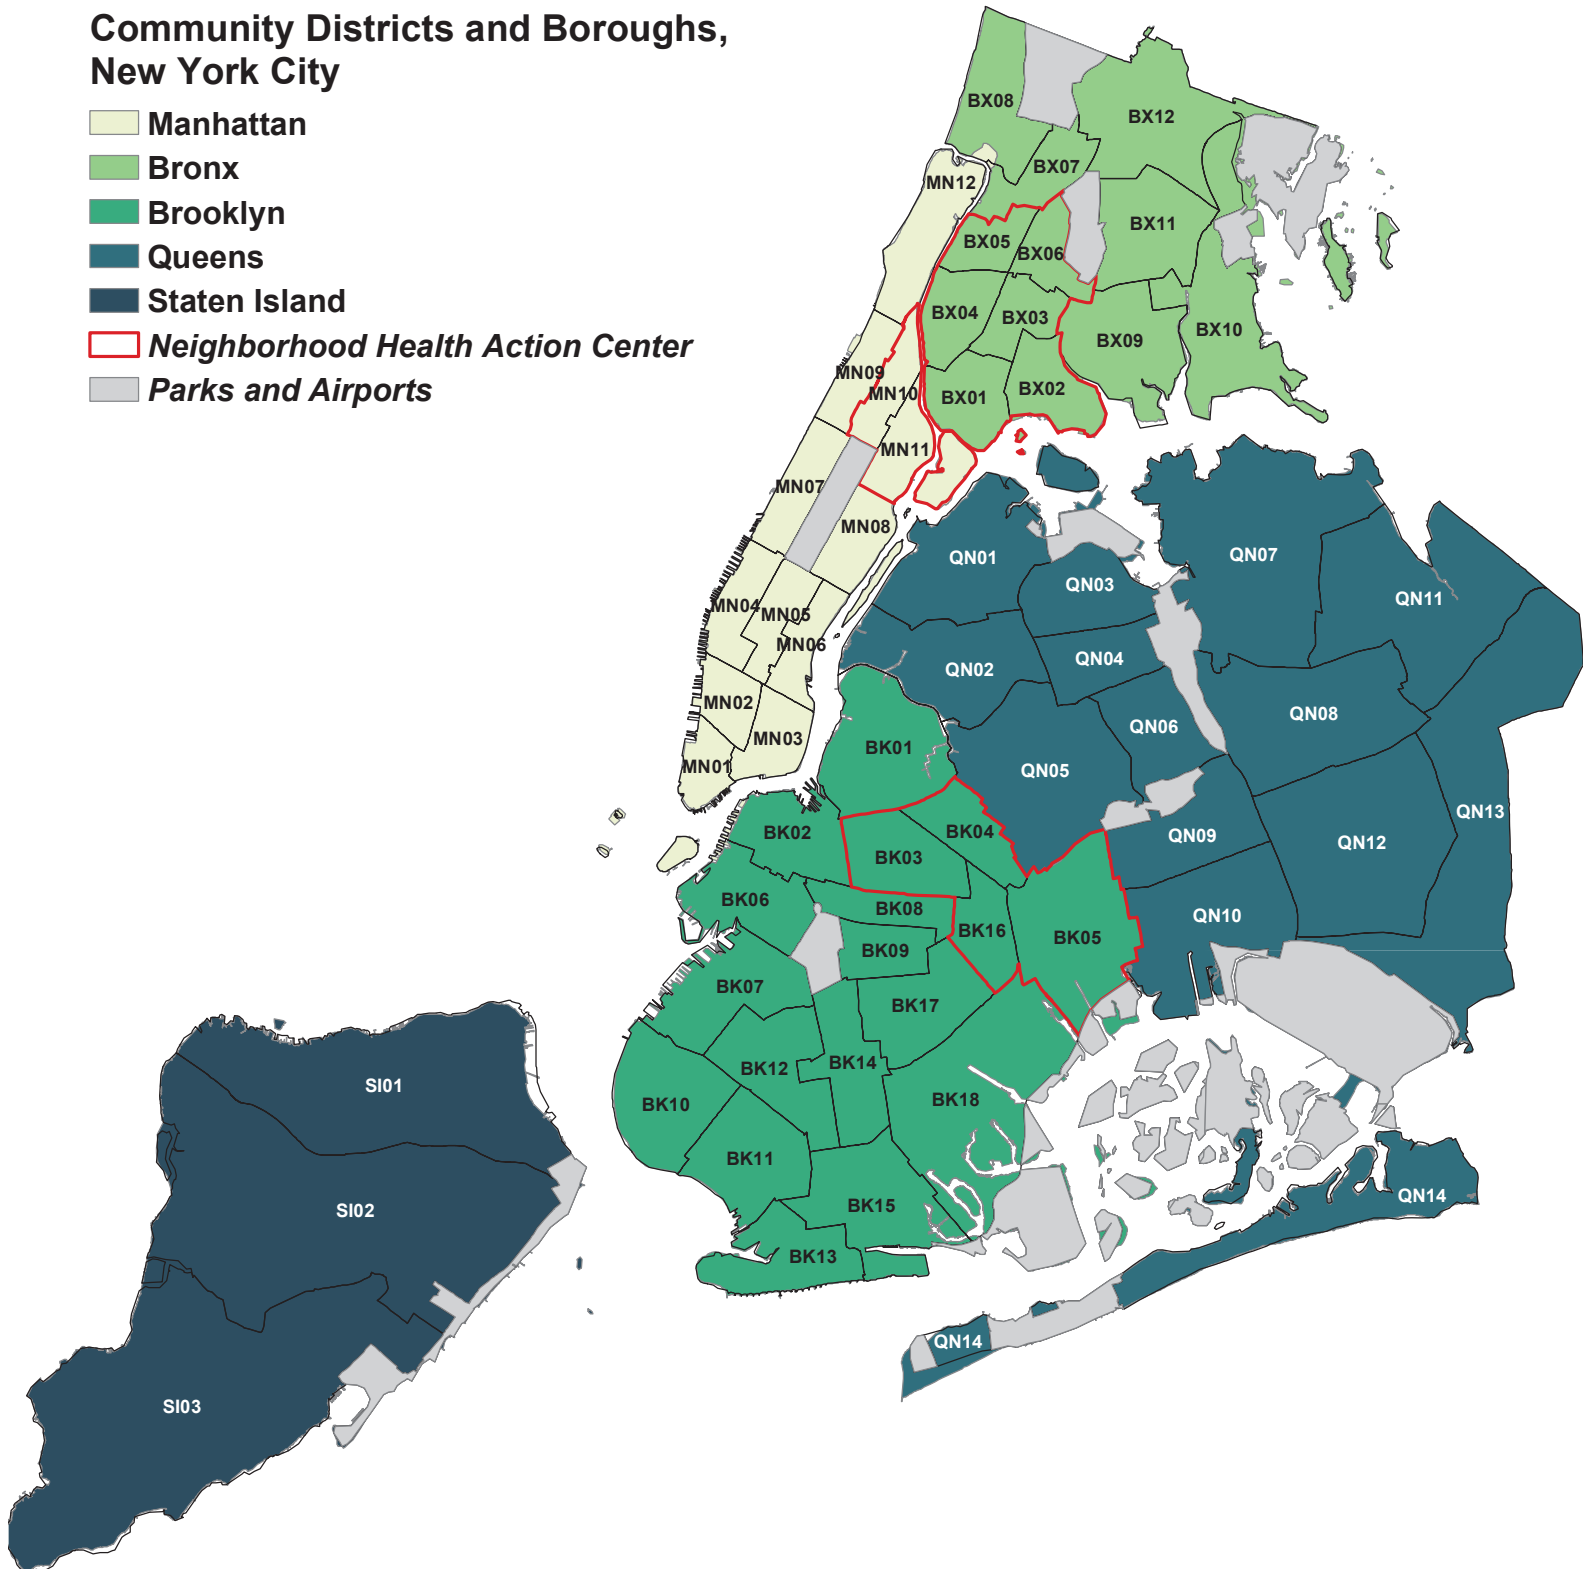 Community Districts and Boroughs,
New York City
Manhattan
Bronx
Brooklyn
Queens
Staten Island
Neighborhood Health Action Center
Parks and Airports
BX08
BX12
BX07
MN12
BX11
BX05
BX06
BX04
BX03
BX10
BX09
MN09
MN10
BX02
BX01
MN11
MN07
MN08
QN01
QN07
QN03
QN11
MN04
MN05
MN06
QN04
QN02
MN02
QN08
QN06
MN03
BK01
MN01
QN05
QN13
BK02
BK04
QN09
QN12
BK03
BK06
BK08
QN10
BK16
BK05
BK09
BK07
BK17
BK14
BK12
SI01
BK18
BK10
BK11
QN14
BK15
SI02
BK13
QN14
SI03